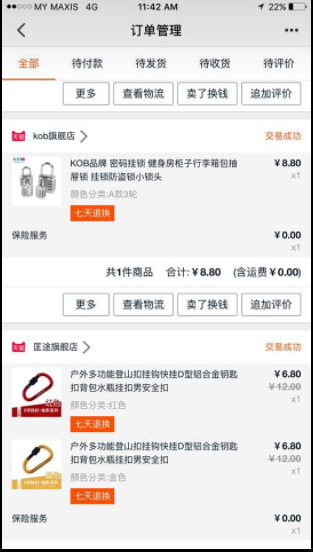 MY MAXIS 4G 11:42 AM 22%
订单管理
全部 待付款 待发货 待收货 待评价
更多 查看物流 卖了换钱 追加评价
天猫 kob旗舰店 交易成功
KOB品牌 密码挂锁 健身房柜子行李箱包抽 ¥8.80
屉锁 挂锁防盗锁小锁头 x1
颜色分类:A款3轮
七天退换
保险服务 ¥0.00
x1
共1件商品 合计:¥8.80 (含运费¥0.00)
更多 查看物流 卖了换钱 追加评价
天猫 匡途旗舰店 交易成功
户外多功能登山扣挂钩快挂D型铝合金钥匙 ¥6.80
扣背包水瓶挂扣男安全扣 ¥12.00
颜色分类:红色 x1
红色
七天退换
户外多功能登山扣挂钩快挂D型铝合金钥匙 ¥6.80
扣背包水瓶挂扣男安全扣 ¥12.00
颜色分类:金色 x1
七天退换
保险服务 ¥0.00
x1